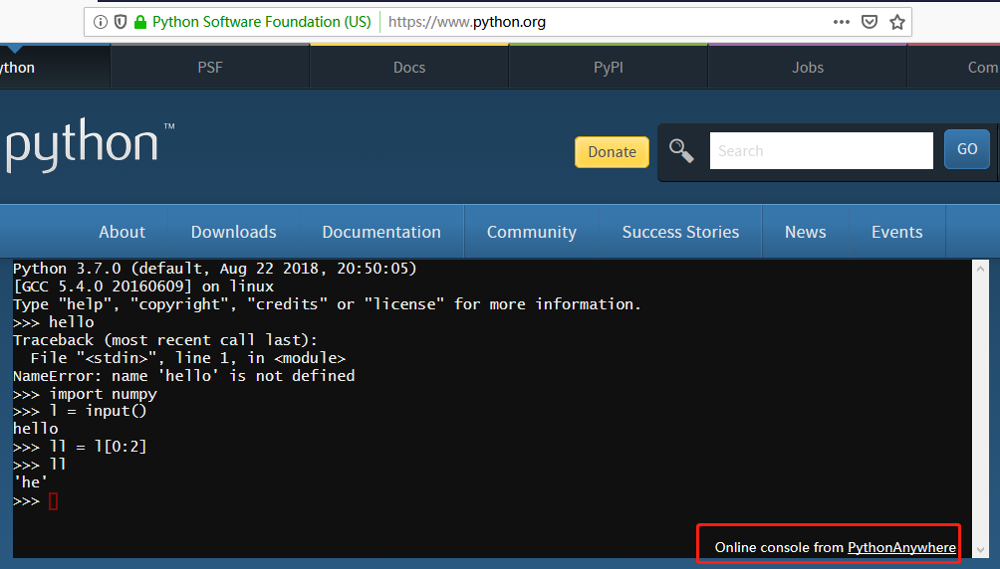 Python Software Foundation (US) https://www.python.org
ython PSF Docs PyPI Jobs Com
python™
Donate Search GO
About Downloads Documentation Community Success Stories News Events
Python 3.7.0 (default, Aug 22 2018, 20:50:05)
[GCC 5.4.0 20160609] on linux
Type "help", "copyright", "credits" or "license" for more information.
>>> hello
Traceback (most recent call last):
  File "<stdin>", line 1, in <module>
NameError: name 'hello' is not defined
>>> import numpy
>>> l = input()
hello
>>> ll = l[0:2]
>>> ll
'he'
>>>
Online console from PythonAnywhere